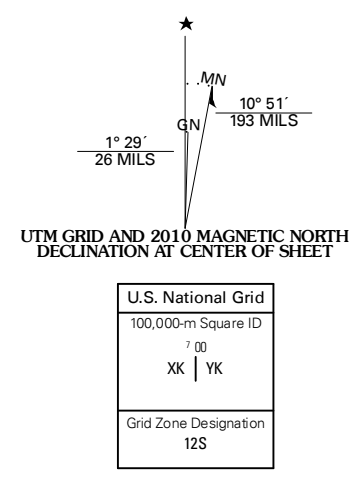 ★
MN
GN
10° 51´
193 MILS
1° 29´
26 MILS
UTM GRID AND 2010 MAGNETIC NORTH
DECLINATION AT CENTER OF SHEET
U.S. National Grid
100,000-m Square ID
7 00
XK | YK
Grid Zone Designation
12S